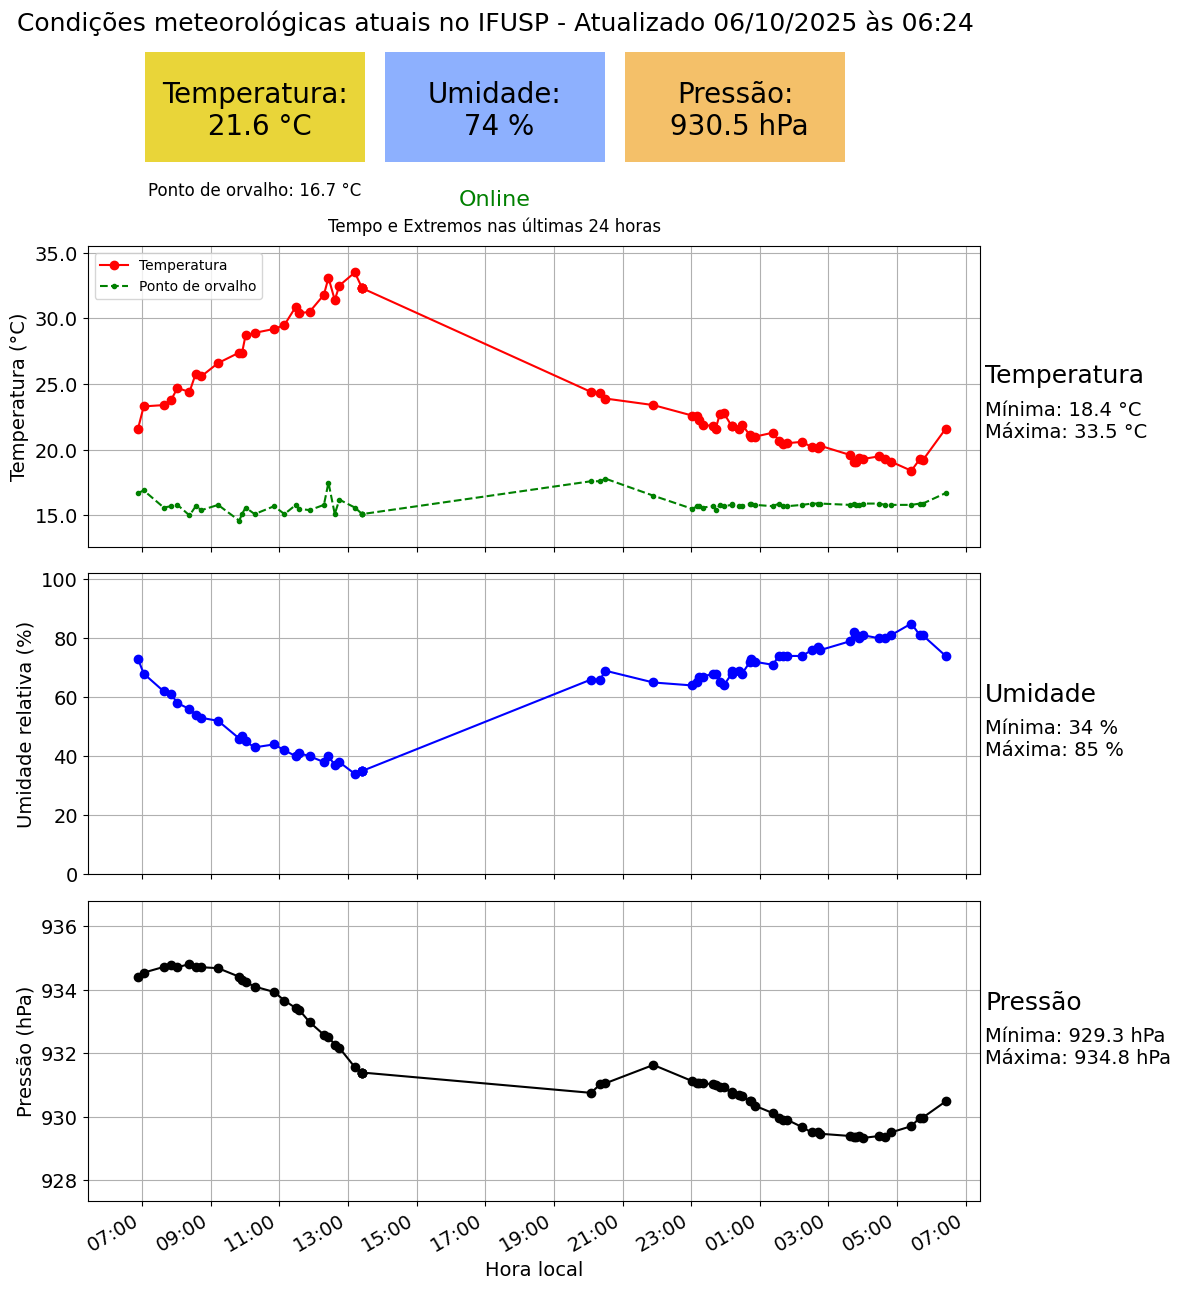 Condições meteorológicas atuais no IFUSP - Atualizado 06/10/2025 às 06:24
Temperatura:
21.6 °C
Umidade:
74 %
Pressão:
930.5 hPa
Ponto de orvalho: 16.7 °C
Online
Tempo e Extremos nas últimas 24 horas
Temperatura
Ponto de orvalho
Temperatura (°C)
35.0
30.0
25.0
20.0
15.0
Temperatura
Mínima: 18.4 °C
Máxima: 33.5 °C
Umidade relativa (%)
100
80
60
40
20
0
Umidade
Mínima: 34 %
Máxima: 85 %
Pressão (hPa)
936
934
932
930
928
Pressão
Mínima: 929.3 hPa
Máxima: 934.8 hPa
07:00
09:00
11:00
13:00
15:00
17:00
19:00
21:00
23:00
01:00
03:00
05:00
07:00
Hora local